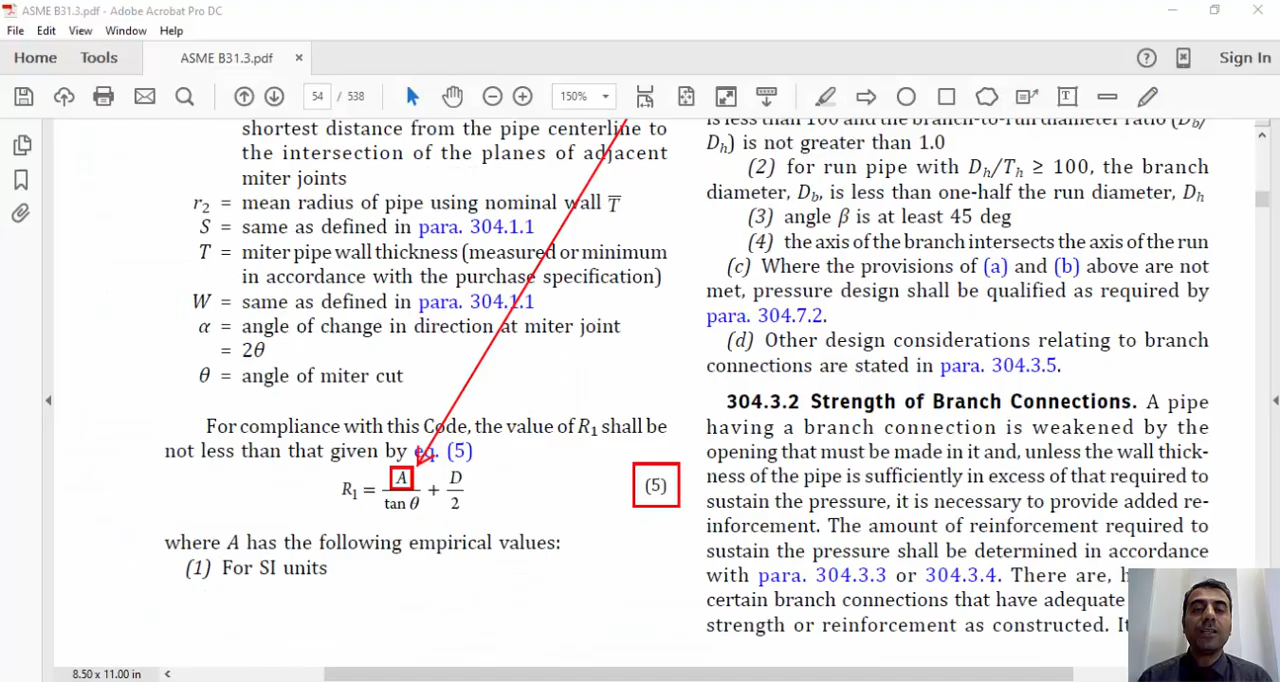 ASME B31.3.pdf - Adobe Acrobat Pro DC
File Edit View Window Help
Home Tools ASME B31.3.pdf × Sign In
54 / 538 150%
shortest distance from the pipe centerline to
the intersection of the planes of adjacent
miter joints
r₂ = mean radius of pipe using nominal wall T̅
S = same as defined in para. 304.1.1
T = miter pipe wall thickness (measured or minimum
in accordance with the purchase specification)
W = same as defined in para. 304.1.1
α = angle of change in direction at miter joint
= 2θ
θ = angle of miter cut
For compliance with this Code, the value of R₁ shall be
not less than that given by eq. (5)
R₁ = A / tan θ + D / 2 (5)
where A has the following empirical values:
(1) For SI units
is less than 100 and the branch-to-run diameter ratio (D_b/
D_h) is not greater than 1.0
(2) for run pipe with D_h/T_h ≥ 100, the branch
diameter, D_b, is less than one-half the run diameter, D_h
(3) angle β is at least 45 deg
(4) the axis of the branch intersects the axis of the run
(c) Where the provisions of (a) and (b) above are not
met, pressure design shall be qualified as required by
para. 304.7.2.
(d) Other design considerations relating to branch
connections are stated in para. 304.3.5.
304.3.2 Strength of Branch Connections. A pipe
having a branch connection is weakened by the
opening that must be made in it and, unless the wall thick-
ness of the pipe is sufficiently in excess of that required to
sustain the pressure, it is necessary to provide added re-
inforcement. The amount of reinforcement required to
sustain the pressure shall be determined in accordance
with para. 304.3.3 or 304.3.4. There are,
certain branch connections that have adequate
strength or reinforcement as constructed.
8.50 x 11.00 in